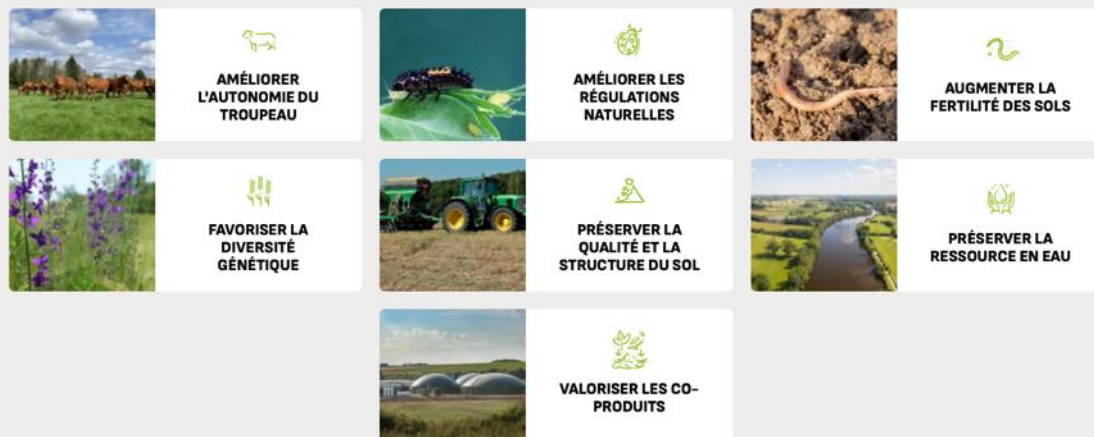 AMÉLIORER
L'AUTONOMIE DU
TROUPEAU
AMÉLIORER LES
RÉGULATIONS
NATURELLES
AUGMENTER LA
FERTILITÉ DES SOLS
FAVORISER LA
DIVERSITÉ
GÉNÉTIQUE
PRÉSERVER LA
QUALITÉ ET LA
STRUCTURE DU SOL
PRÉSERVER LA
RESSOURCE EN EAU
VALORISER LES CO-
PRODUITS